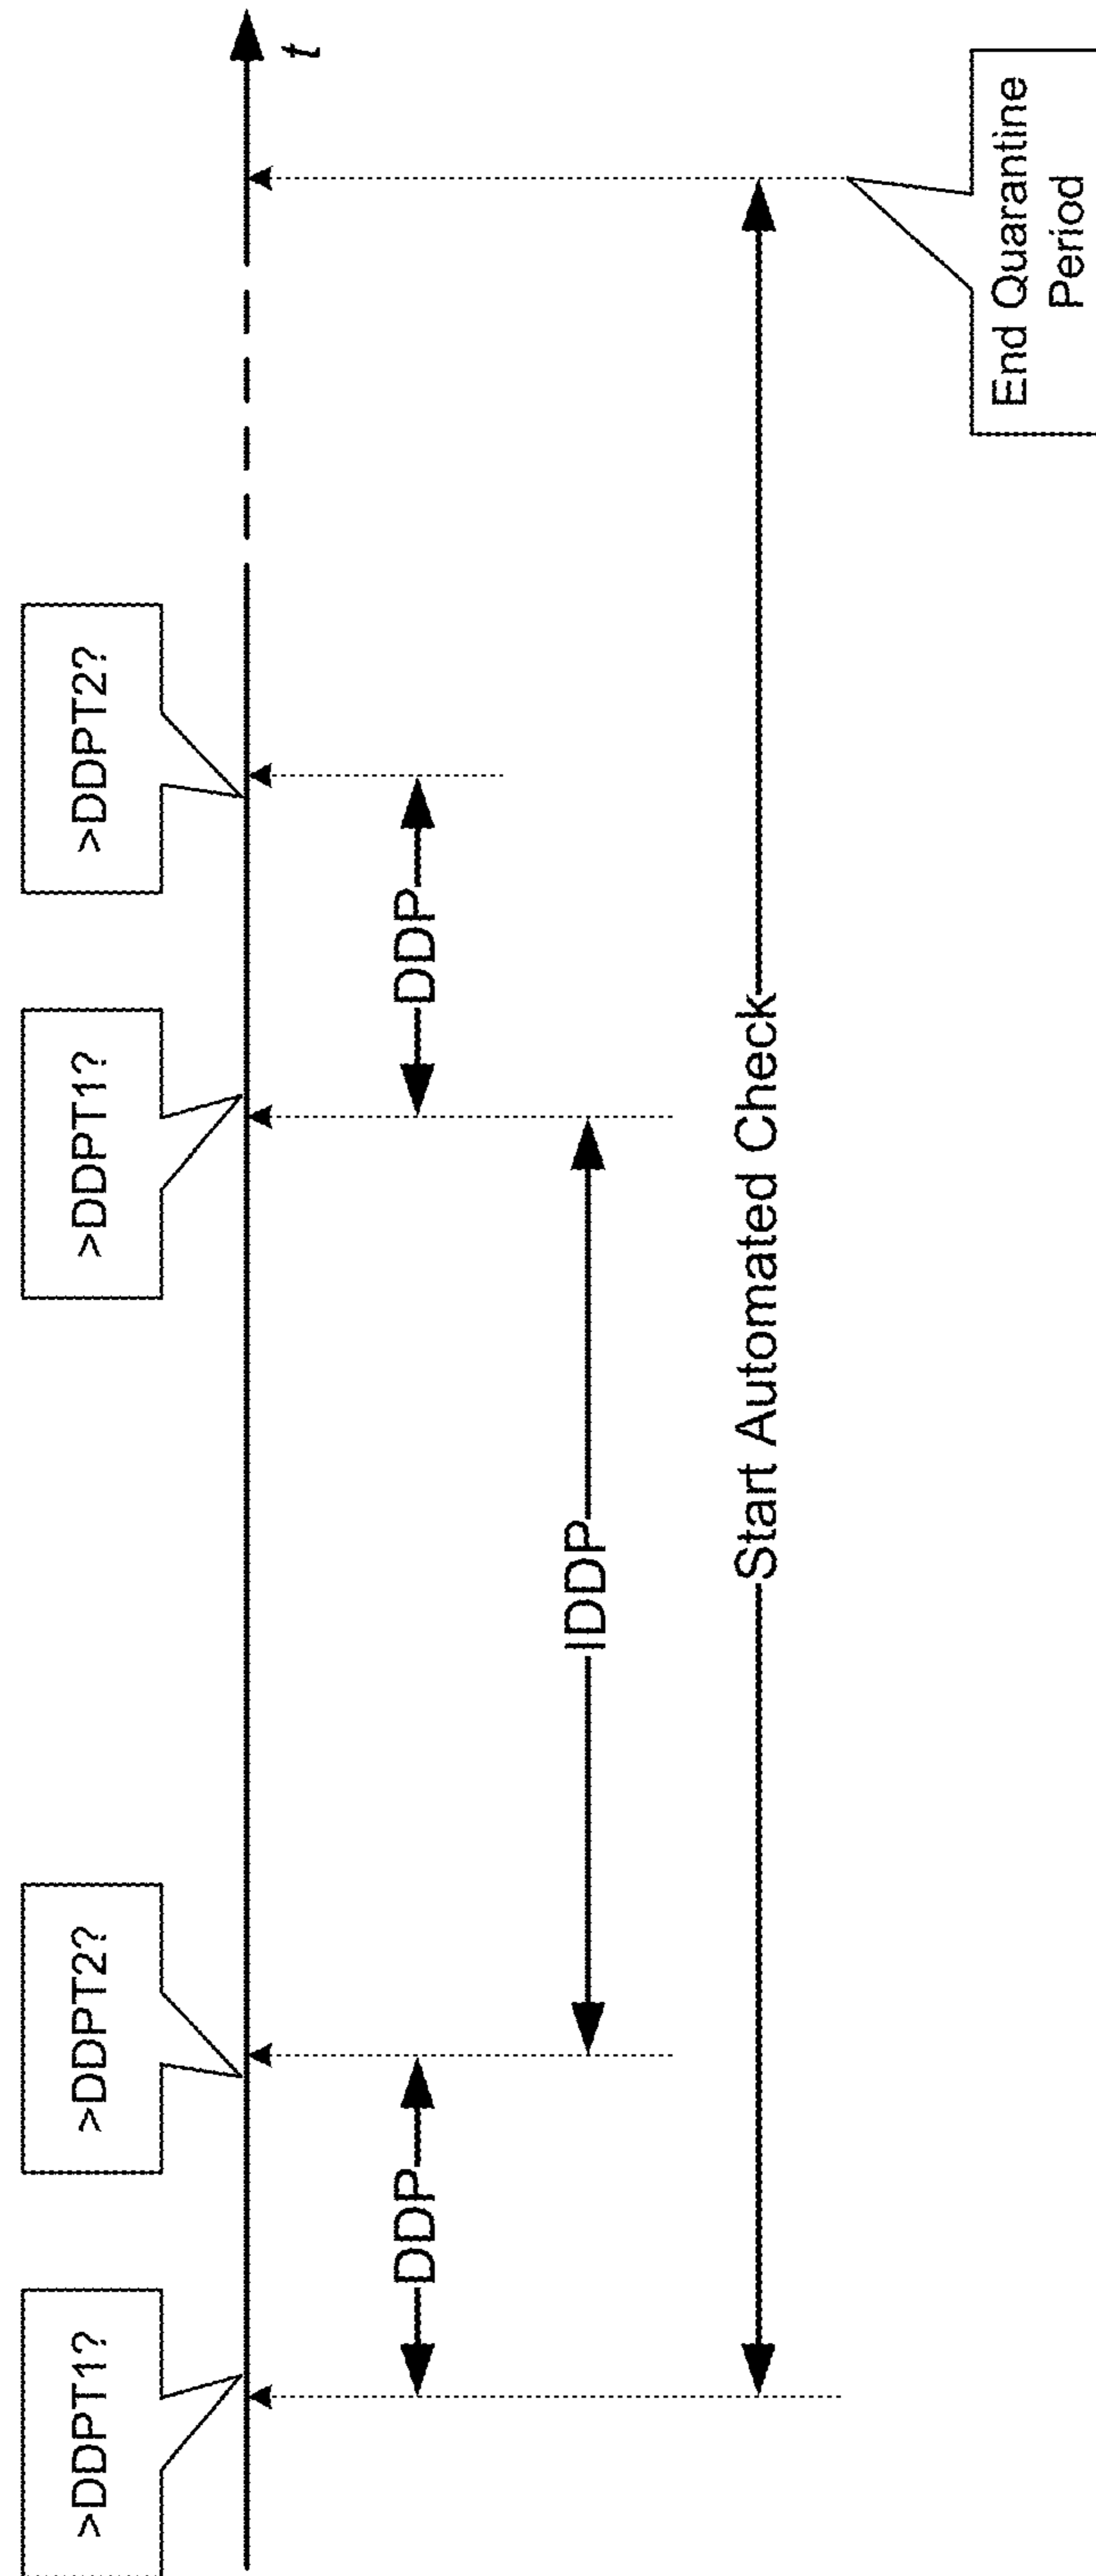 >DDPT1?
>DDPT2?
>DDPT1?
>DDPT2?
t
DDP
DDP
IDDP
Start Automated Check
End Quarantine
Period